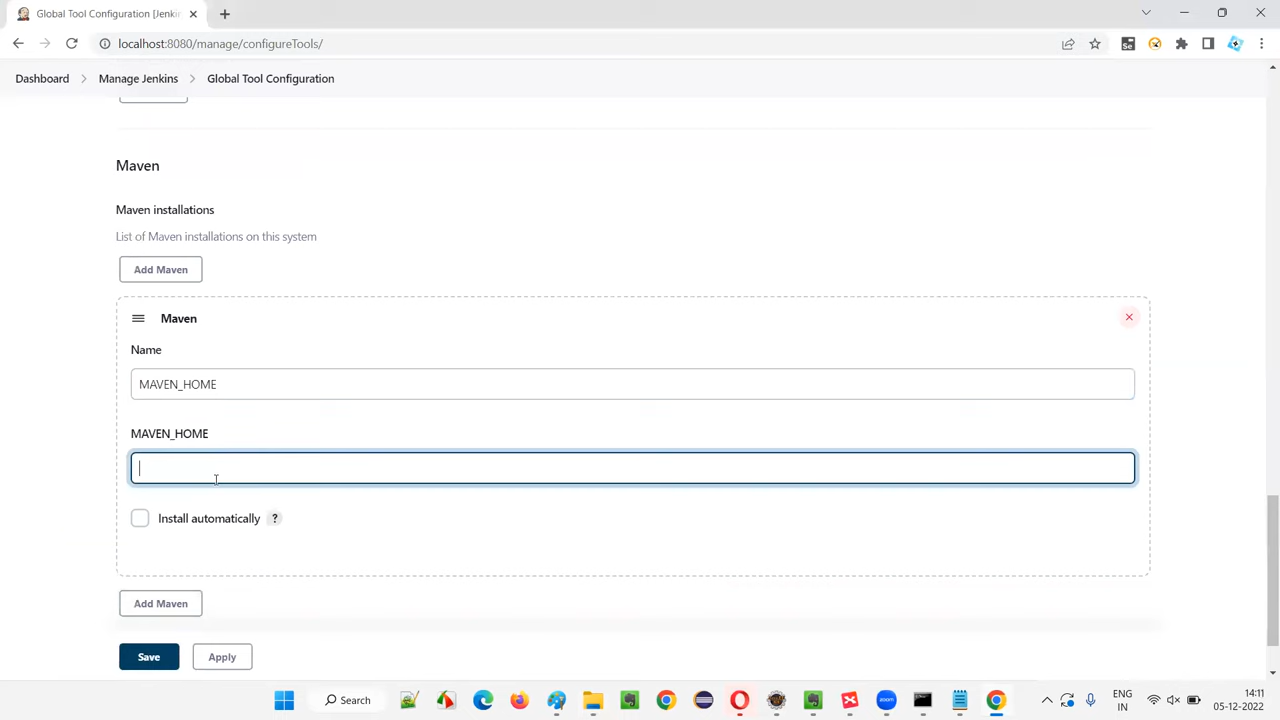 Global Tool Configuration [Jenki
localhost:8080/manage/configureTools/
Dashboard
Manage Jenkins
Global Tool Configuration
Maven
Maven installations
List of Maven installations on this system
Add Maven
Maven
Name
MAVEN_HOME
MAVEN_HOME
Install automatically ?
Add Maven
Save
Apply
Search
zoom
ENG
IN
14:11
05-12-2022